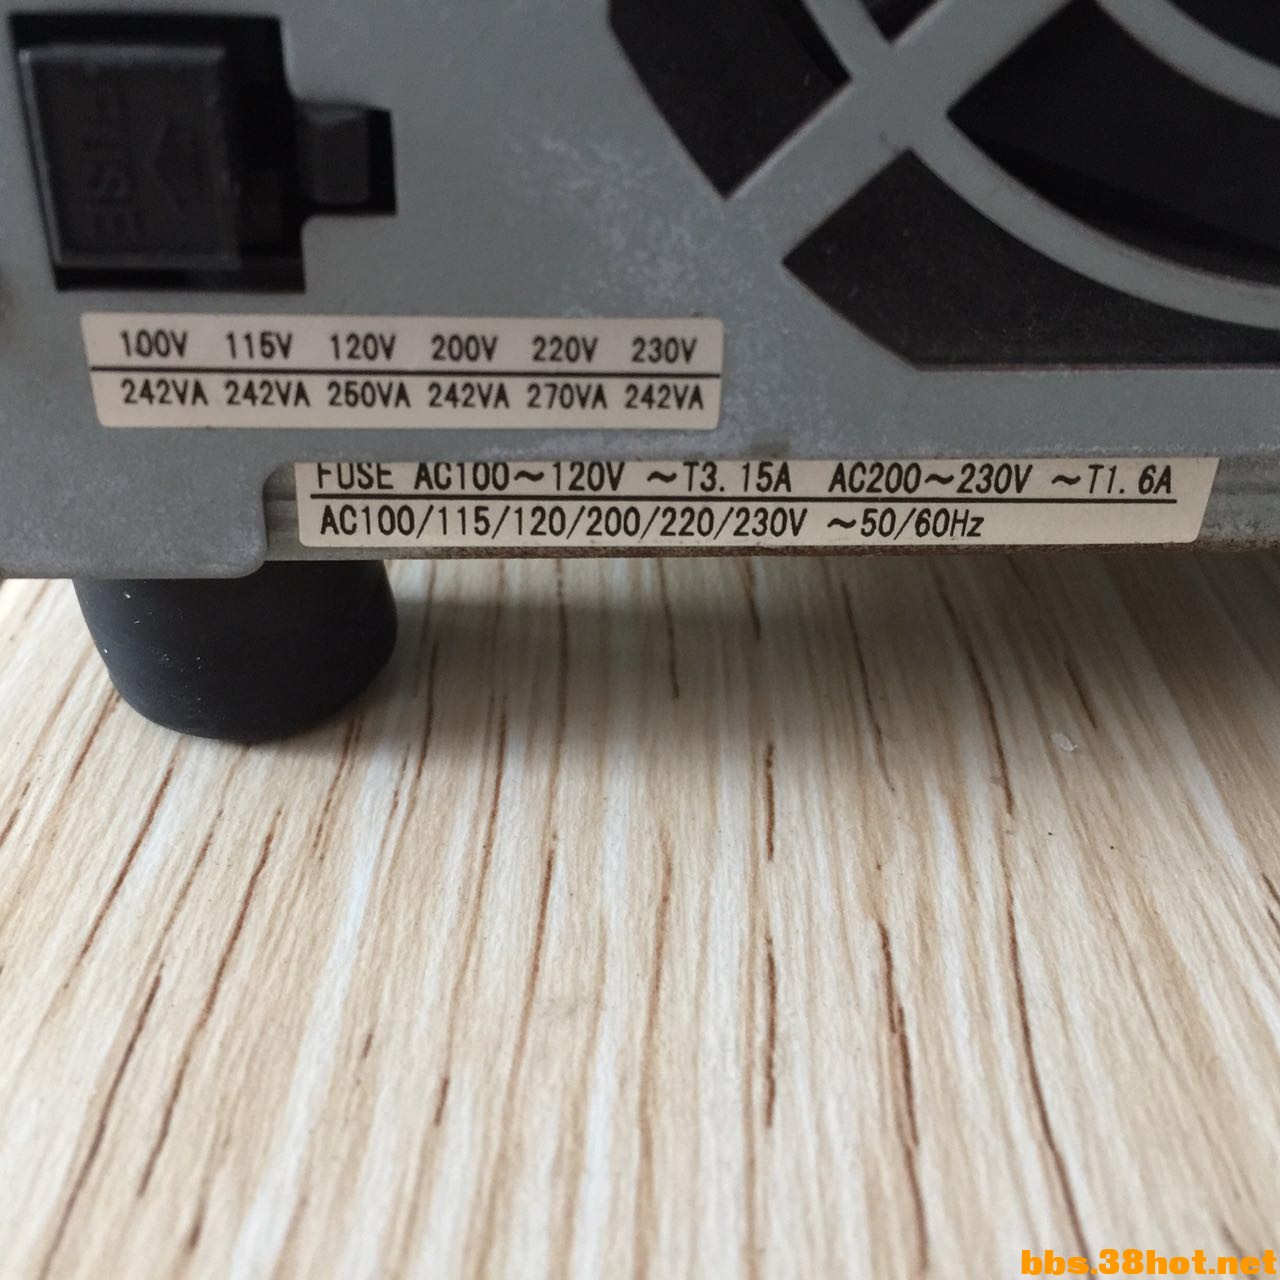 FUSE
100V 115V 120V 200V 220V 230V
242VA 242VA 250VA 242VA 270VA 242VA
FUSE AC100～120V ～T3.15A AC200～230V ～T1.6A
AC100/115/120/200/220/230V ～50/60Hz
bbs.38hot.net